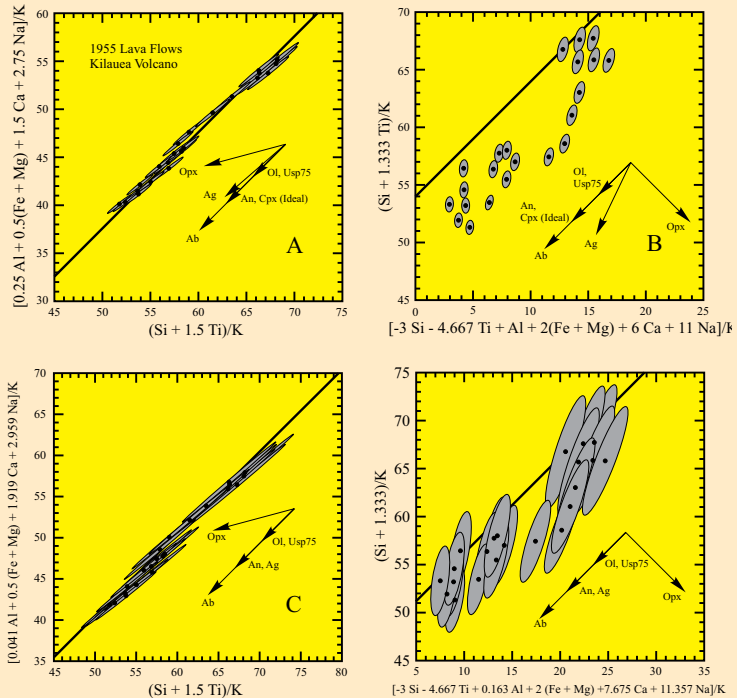 [0.25 Al + 0.5(Fe + Mg) + 1.5 Ca + 2.75 Na]/K
60
55
50
45
40
35
30
1955 Lava Flows
Kilauea Volcano
Opx
Ol, Usp75
Ag
An, Cpx (Ideal)
Ab
A
45 50 55 60 65 70 75
(Si + 1.5 Ti)/K
(Si + 1.333 Ti)/K
70
65
60
55
50
45
Ol,
Usp75
An,
Cpx (Ideal)
Ab
Ag
Opx
B
0 5 10 15 20 25
[-3 Si - 4.667 Ti + Al + 2(Fe + Mg) + 6 Ca + 11 Na]/K
[0.041 Al + 0.5 (Fe + Mg) + 1.919 Ca + 2.959 Na]/K
70
65
60
55
50
45
40
35
Opx
Ol, Usp75
An, Ag
Ab
C
45 50 55 60 65 70 75 80
(Si + 1.5 Ti)/K
(Si + 1.333)/K
75
70
65
60
55
50
45
Ol, Usp75
An, Ag
Ab
Opx
5 10 15 20 25 30 35
[-3 Si - 4.667 Ti + 0.163 Al + 2 (Fe + Mg) +7.675 Ca + 11.357 Na]/K